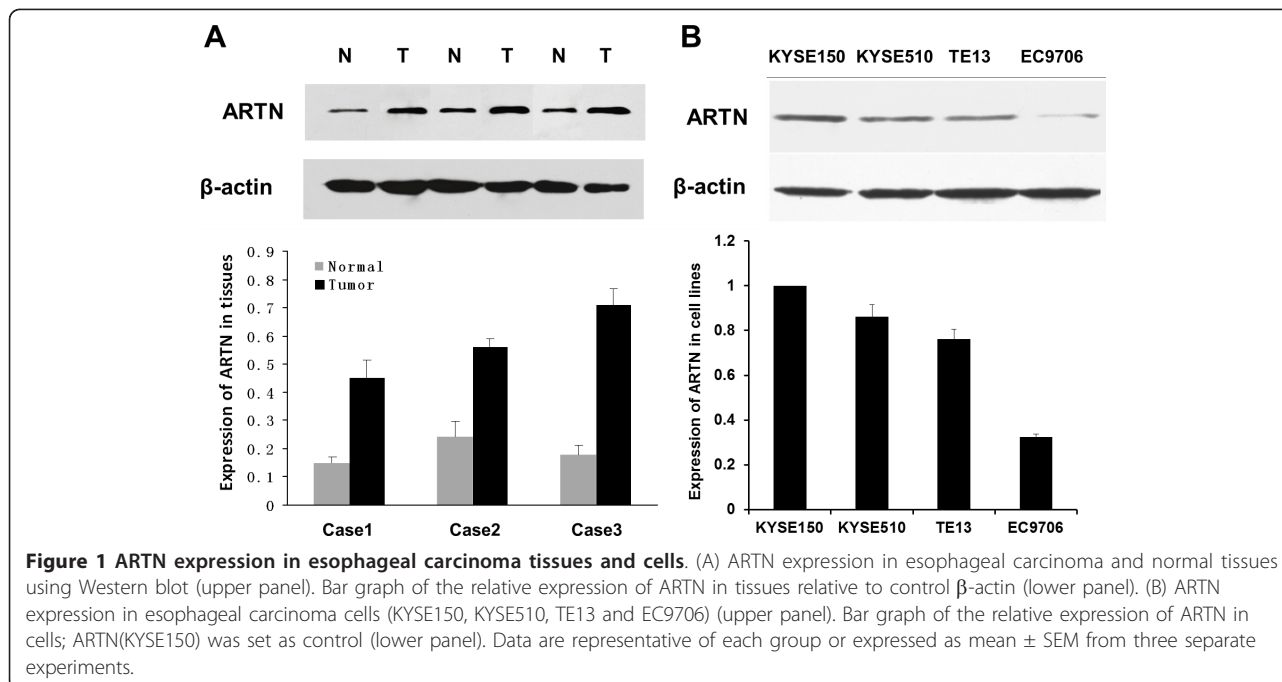 A
N T N T N T
ARTN
β-actin
Expression of ARTN in tissues
0.9
0.8
0.7
0.6
0.5
0.4
0.3
0.2
0.1
0
Normal
Tumor
Case1 Case2 Case3
B
KYSE150 KYSE510 TE13 EC9706
ARTN
β-actin
Expression of ARTN in cell lines
1.2
1
0.8
0.6
0.4
0.2
0
KYSE150 KYSE510 TE13 EC9706
Figure 1 ARTN expression in esophageal carcinoma tissues and cells. (A) ARTN expression in esophageal carcinoma and normal tissues
using Western blot (upper panel). Bar graph of the relative expression of ARTN in tissues relative to control β-actin (lower panel). (B) ARTN
expression in esophageal carcinoma cells (KYSE150, KYSE510, TE13 and EC9706) (upper panel). Bar graph of the relative expression of ARTN in
cells; ARTN(KYSE150) was set as control (lower panel). Data are representative of each group or expressed as mean ± SEM from three separate
experiments.